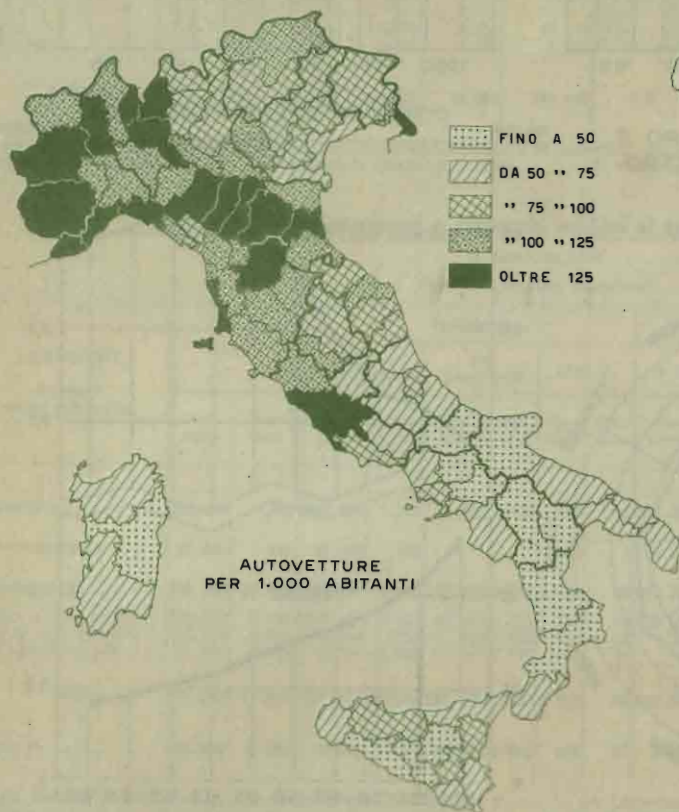 FINO A 50
DA 50 " 75
" 75 " 100
" 100 " 125
OLTRE 125
AUTOVETTURE
PER 1.000 ABITANTI